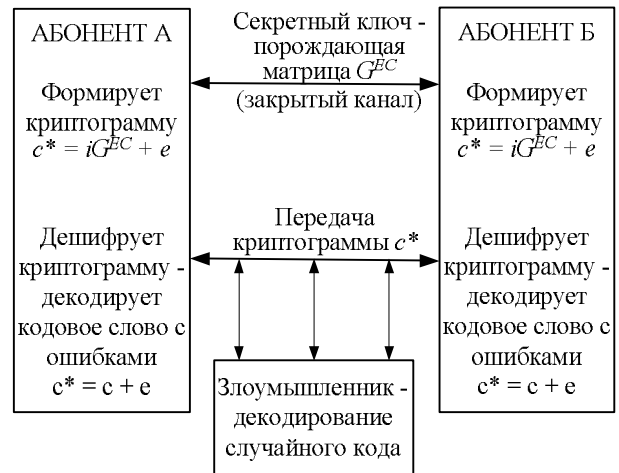 АБОНЕНТ А
Формирует
криптограмму
c* = iG^EC + e
Дешифрует
криптограмму -
декодирует
кодовое слово с
ошибками
c* = c + e
Секретный ключ -
порождающая
матрица G^EC
(закрытый канал)
Передача
криптограммы c*
Злоумышленник -
декодирование
случайного кода
АБОНЕНТ Б
Формирует
криптограмму
c* = iG^EC + e
Дешифрует
криптограмму -
декодирует
кодовое слово с
ошибками
c* = c + e